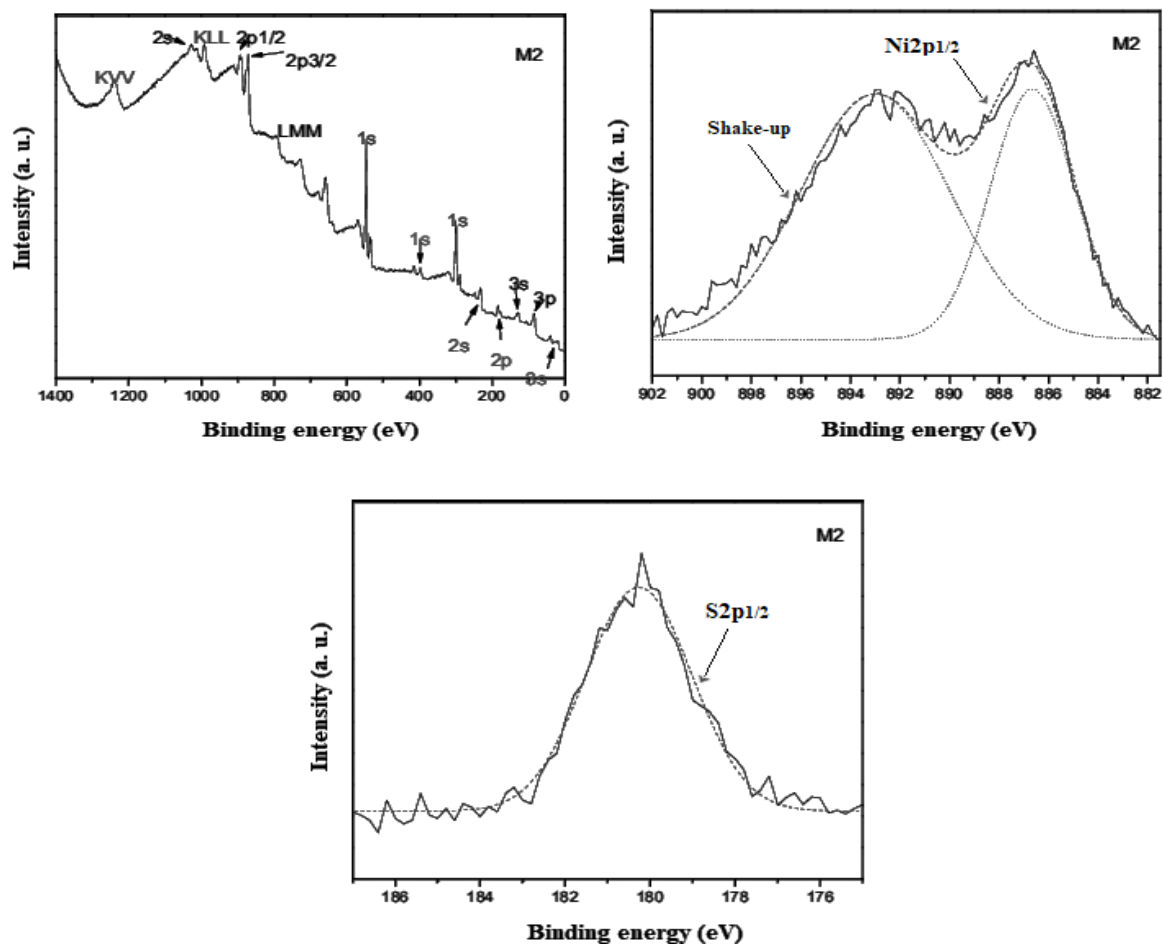 M2
2s
KLL
2p1/2
2p3/2
KVV
LMM
1s
1s
1s
3s
3p
2s
2p
3s
1400 1200 1000 800 600 400 200 0
Binding energy (eV)
Intensity (a. u.)
M2
Ni2p1/2
Shake-up
902 900 898 896 894 892 890 888 886 884 882
Binding energy (eV)
Intensity (a. u.)
M2
S2p1/2
186 184 182 180 178 176
Binding energy (eV)
Intensity (a. u.)